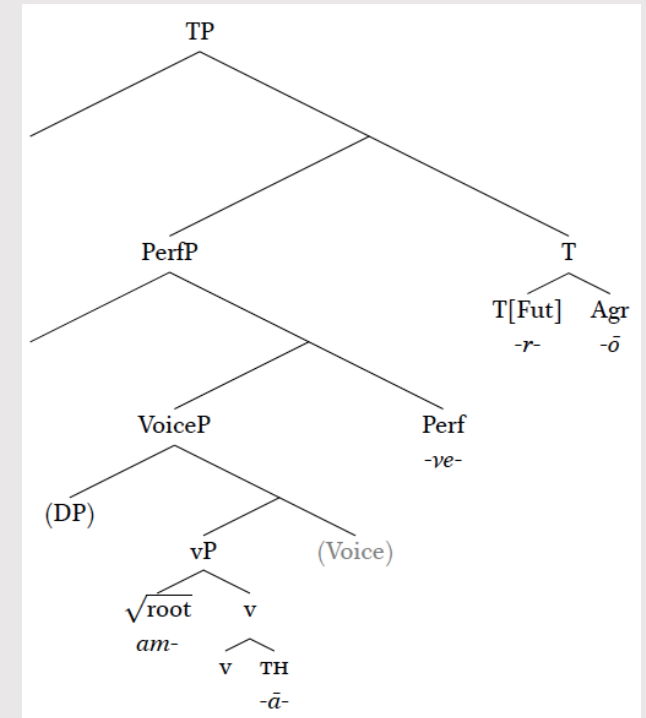 TP
PerfP T
T[Fut] Agr
-r- -ō
VoiceP Perf
-ve-
(DP)
vP (Voice)
√root v
am-
v TH
-ā-